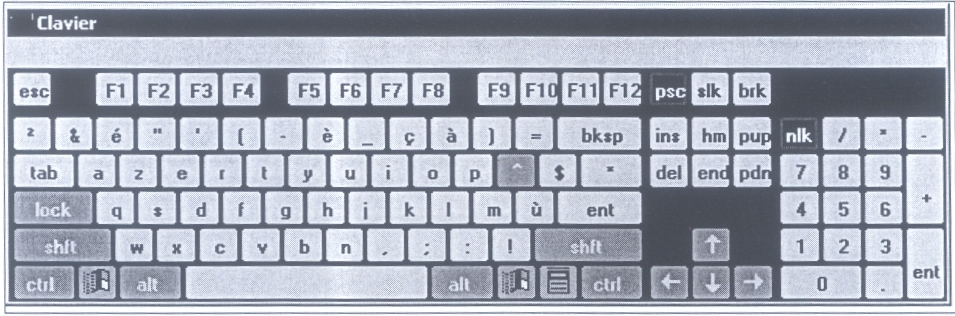 Clavier
esc F1 F2 F3 F4 F5 F6 F7 F8 F9 F10 F11 F12 psc slk brk
² & é " ' ( - è _ ç à ) = bksp ins hm pup nlk / * -
tab a z e r t y u i o p ^ $ * del end pdn 7 8 9 +
lock q s d f g h j k l m ù ent 4 5 6
shft w x c v b n , ; : ! shft ↑ 1 2 3 ent
ctrl alt alt ctrl ← ↓ → 0 .